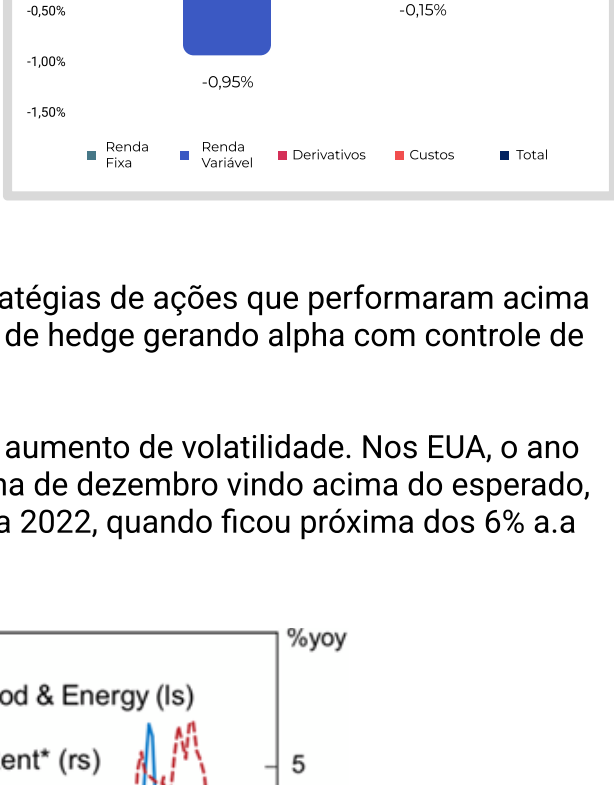 -0,50%
-0,15%
-1,00%
-0,95%
-1,50%
Renda Fixa
Renda Variável
Derivativos
Custos
Total
atégias de ações que performaram acima
de hedge gerando alpha com controle de
aumento de volatilidade. Nos EUA, o ano
na de dezembro vindo acima do esperado,
a 2022, quando ficou próxima dos 6% a.a
%yoy
od & Energy (ls)
ent* (rs)
5